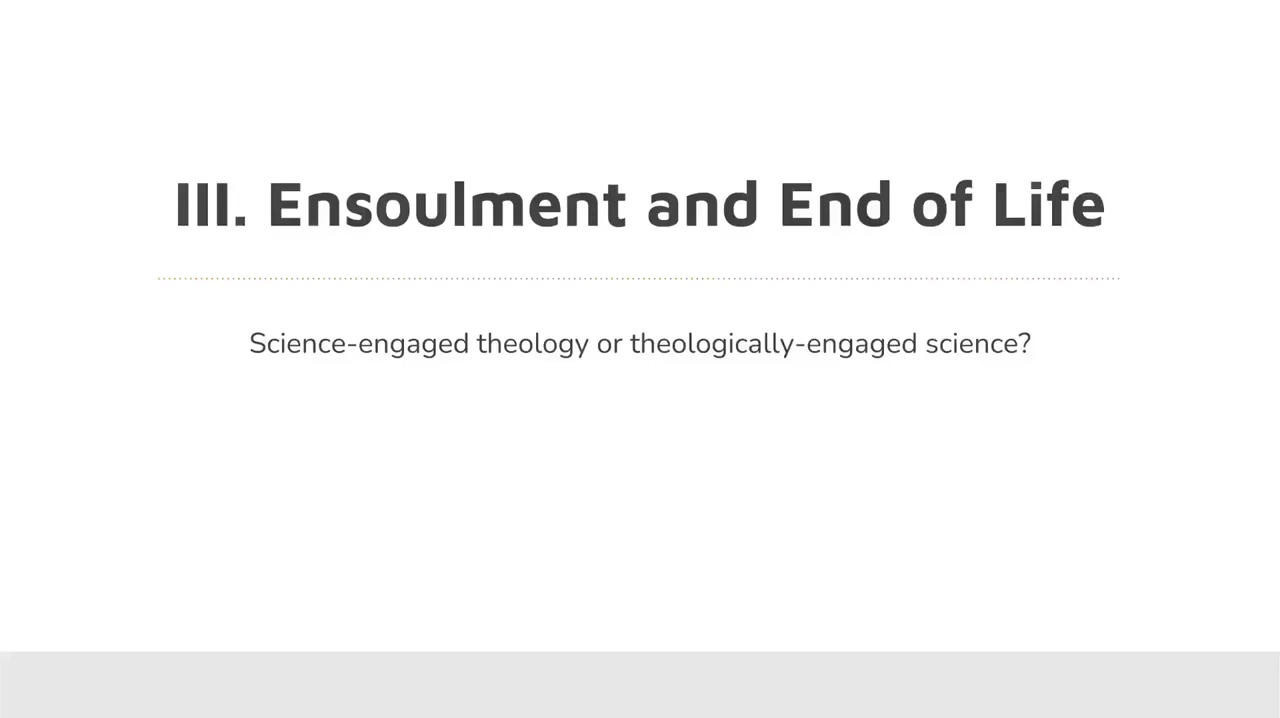 III. Ensoulment and End of Life
Science-engaged theology or theologically-engaged science?